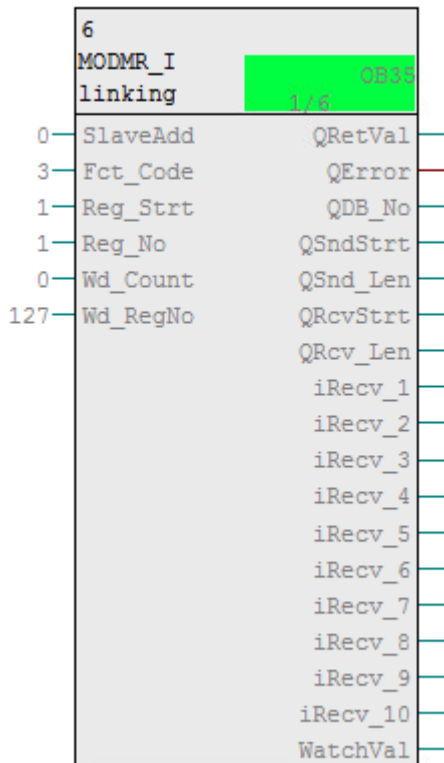 6
MODMR_I
linking
OB35
1/6
0 SlaveAdd QRetVal
3 Fct_Code QError
1 Reg_Strt QDB_No
1 Reg_No QSndStrt
0 Wd_Count QSnd_Len
127 Wd_RegNo QRcvStrt
QRcv_Len
iRecv_1
iRecv_2
iRecv_3
iRecv_4
iRecv_5
iRecv_6
iRecv_7
iRecv_8
iRecv_9
iRecv_10
WatchVal